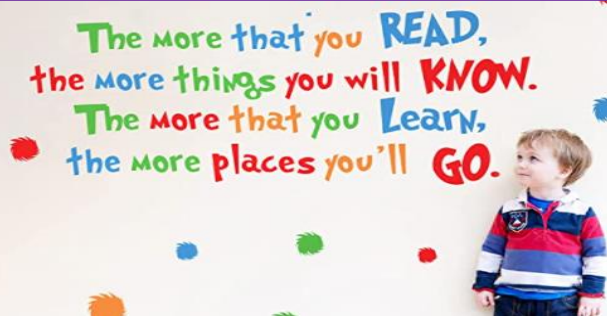 The more that you READ,
the more things you will KNOW.
The more that you Learn,
the more places you'll GO.